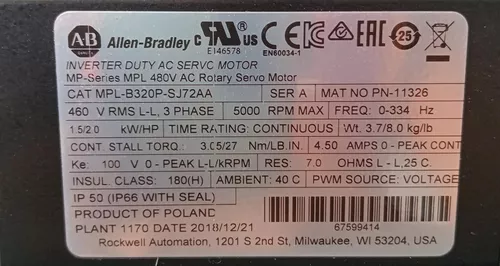 AB Allen-Bradley c UR US E146578 CE EN60034-1 EAC 25
INVERTER DUTY AC SERVO MOTOR
MP-Series MPL 480V AC Rotary Servo Motor
CAT MPL-B320P-SJ72AA SER A MAT NO PN-11326
460 V RMS L-L, 3 PHASE 5000 RPM MAX FREQ: 0-334 Hz
1.5/2.0 kW/HP TIME RATING: CONTINUOUS Wt. 3.7/8.0 kg/lb
CONT. STALL TORQ: 3.05/27 Nm/LB.IN. 4.50 AMPS 0 - PEAK CONT
Ke: 100 V 0 - PEAK L-L/kRPM RES: 7.0 OHMS L-L,25 C.
INSUL. CLASS: 180(H) AMBIENT: 40 C PWM SOURCE: VOLTAGE
IP 50 (IP66 WITH SEAL)
PRODUCT OF POLAND
PLANT 1170 DATE 2018/12/21 67599414
Rockwell Automation, 1201 S 2nd St, Milwaukee, WI 53204, USA